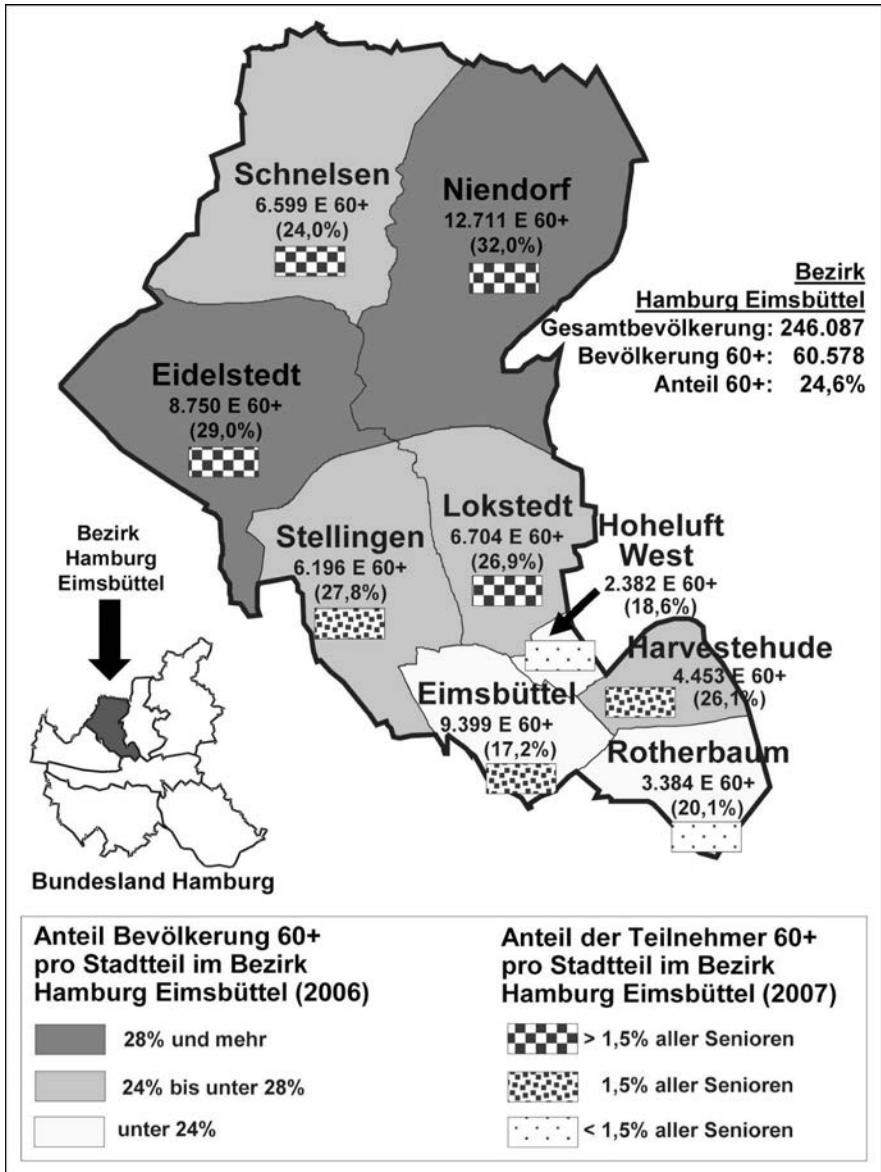 Schnelsen
6.599 E 60+
(24,0%)
Niendorf
12.711 E 60+
(32,0%)
Bezirk
Hamburg Eimsbüttel
Gesamtbevölkerung: 246.087
Bevölkerung 60+: 60.578
Anteil 60+: 24,6%
Eidelstedt
8.750 E 60+
(29,0%)
Lokstedt
6.704 E 60+
(26,9%)
Stellingen
6.196 E 60+
(27,8%)
Hoheluft
West
2.382 E 60+
(18,6%)
Bezirk
Hamburg
Eimsbüttel
Harvestehude
4.453 E 60+
(26,1%)
Eimsbüttel
9.399 E 60+
(17,2%)
Rotherbaum
3.384 E 60+
(20,1%)
Bundesland Hamburg
Anteil Bevölkerung 60+
pro Stadtteil im Bezirk
Hamburg Eimsbüttel (2006)
28% und mehr
24% bis unter 28%
unter 24%
Anteil der Teilnehmer 60+
pro Stadtteil im Bezirk
Hamburg Eimsbüttel (2007)
> 1,5% aller Senioren
1,5% aller Senioren
< 1,5% aller Senioren